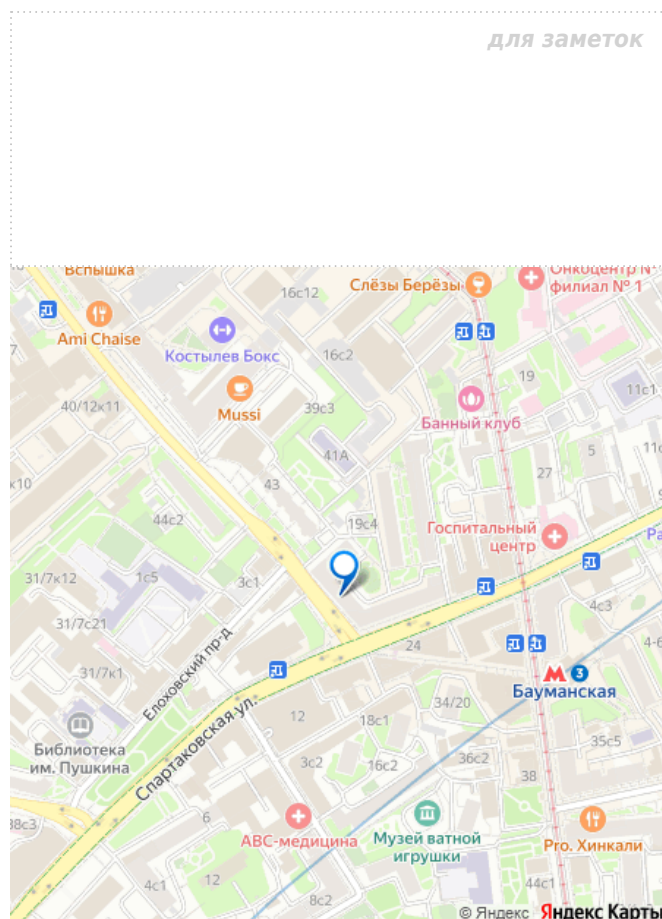 для заметок
Вспышка
16с12
Слёзы Берёзы
Онкоцентр №
филиал № 1
Ami Chaise
Костылев Бокс
16с2
19
11с1
Mussi
39с3
Банный клуб
40/12к11
41А
5
27
43
44с2
19с4
Госпитальный
центр
31/7к12
1с5
3с1
4с3
31/7с21
24
4-6
Елоховский пр-д
31/7к1
М 3
Бауманская
Спартаковская ул.
12
18с1
34/20
Библиотека
им. Пушкина
3с2
16с2
36с2
35с5
38
6
АВС-медицина
Музей ватной
игрушки
Pro. Хинкали
4с1
12
8с2
44с1
© Яндекс Яндекс Карты